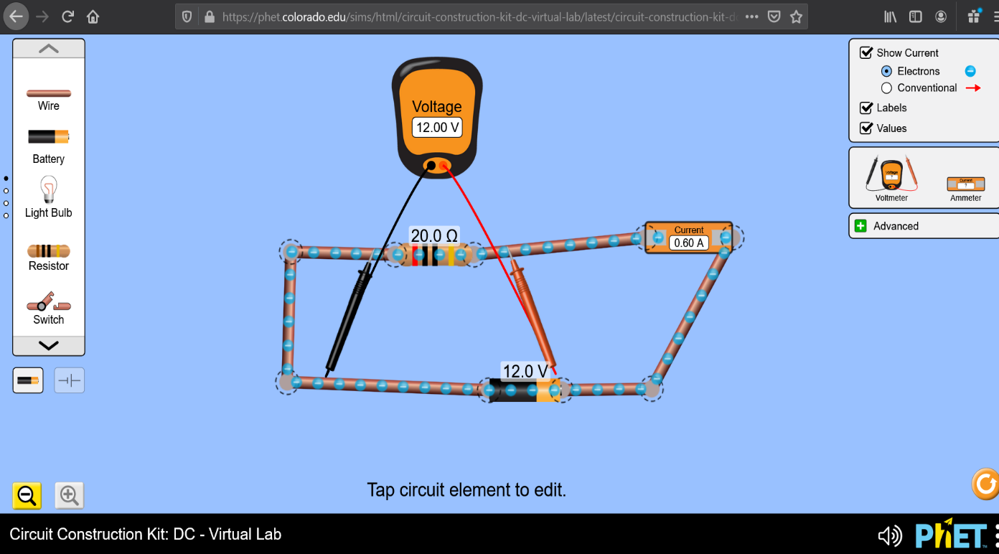 https://phet.colorado.edu/sims/html/circuit-construction-kit-dc-virtual-lab/latest/circuit-construction-kit-d
Wire
Battery
Light Bulb
Resistor
Switch
Voltage
12.00 V
20.0 Ω
Current
0.60 A
12.0 V
Show Current
Electrons
Conventional
Labels
Values
Voltage
?
Voltmeter
Current
?
Ammeter
Advanced
Tap circuit element to edit.
Circuit Construction Kit: DC - Virtual Lab
PhET